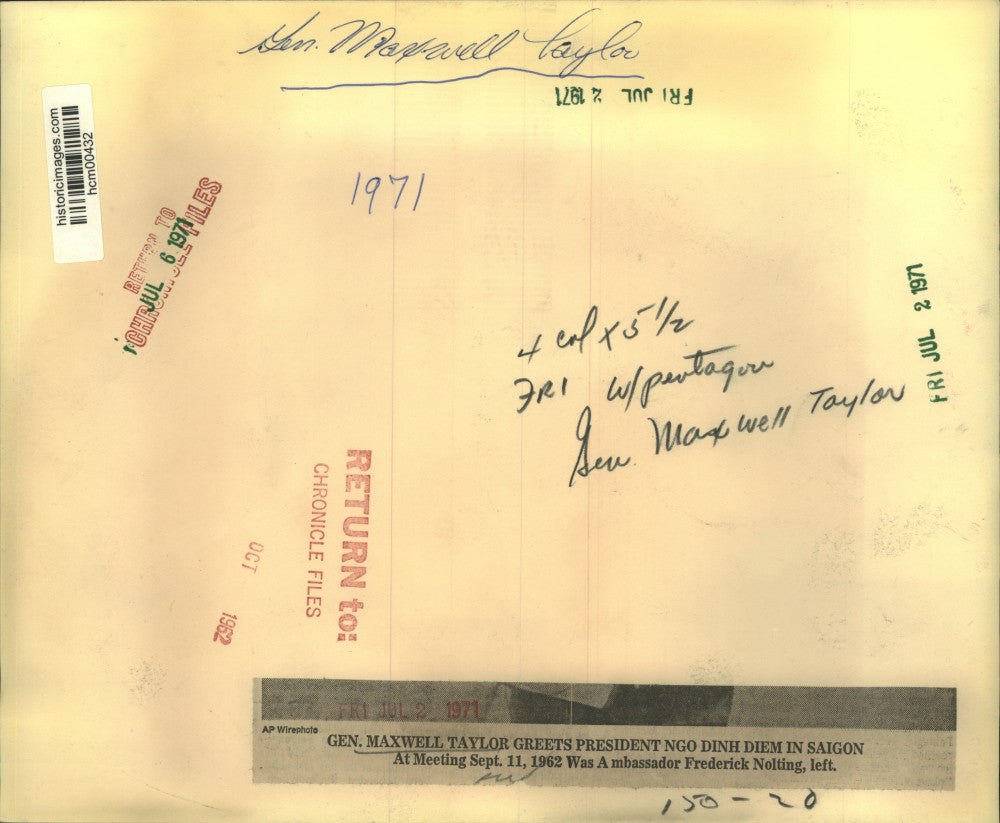 Gen. Maxwell Taylor
FRI JUL 2 1971
historicimages.com
hcm00432
RETURN TO
JUL 6 1971
CHRONICLE FILES
1971
FRI JUL 2 1971
4 col x 5 1/2
FRI W/pentagon
Gen. Maxwell Taylor
RETURN to:
CHRONICLE FILES
OCT 1962
FRI JUL 2 1971
AP Wirephoto
GEN. MAXWELL TAYLOR GREETS PRESIDENT NGO DINH DIEM IN SAIGON
At Meeting Sept. 11, 1962 Was A mbassador Frederick Nolting, left.
150-20